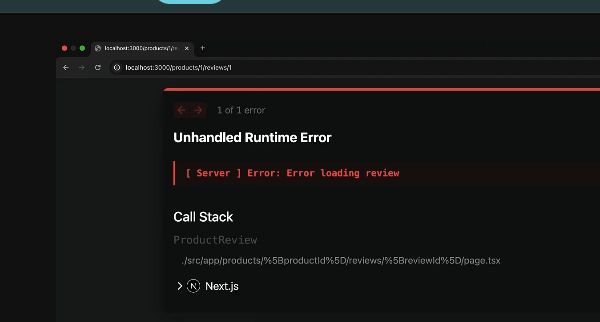 localhost:3000/products/1/re
localhost:3000/products/1/reviews/1
1 of 1 error
Unhandled Runtime Error
[ Server ] Error: Error loading review
Call Stack
ProductReview
./src/app/products/%5BproductId%5D/reviews/%5BreviewId%5D/page.tsx
N Next.js